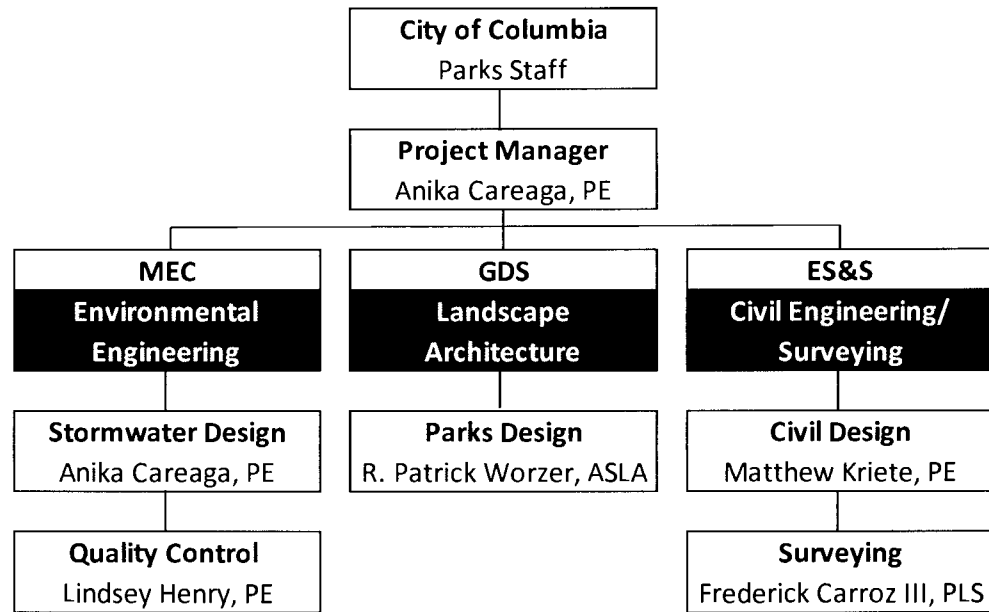 City of Columbia
Parks Staff
Project Manager
Anika Careaga, PE
MEC
Environmental
Engineering
Stormwater Design
Anika Careaga, PE
Quality Control
Lindsey Henry, PE
GDS
Landscape
Architecture
Parks Design
R. Patrick Worzer, ASLA
ES&S
Civil Engineering/
Surveying
Civil Design
Matthew Kriete, PE
Surveying
Frederick Carroz III, PLS